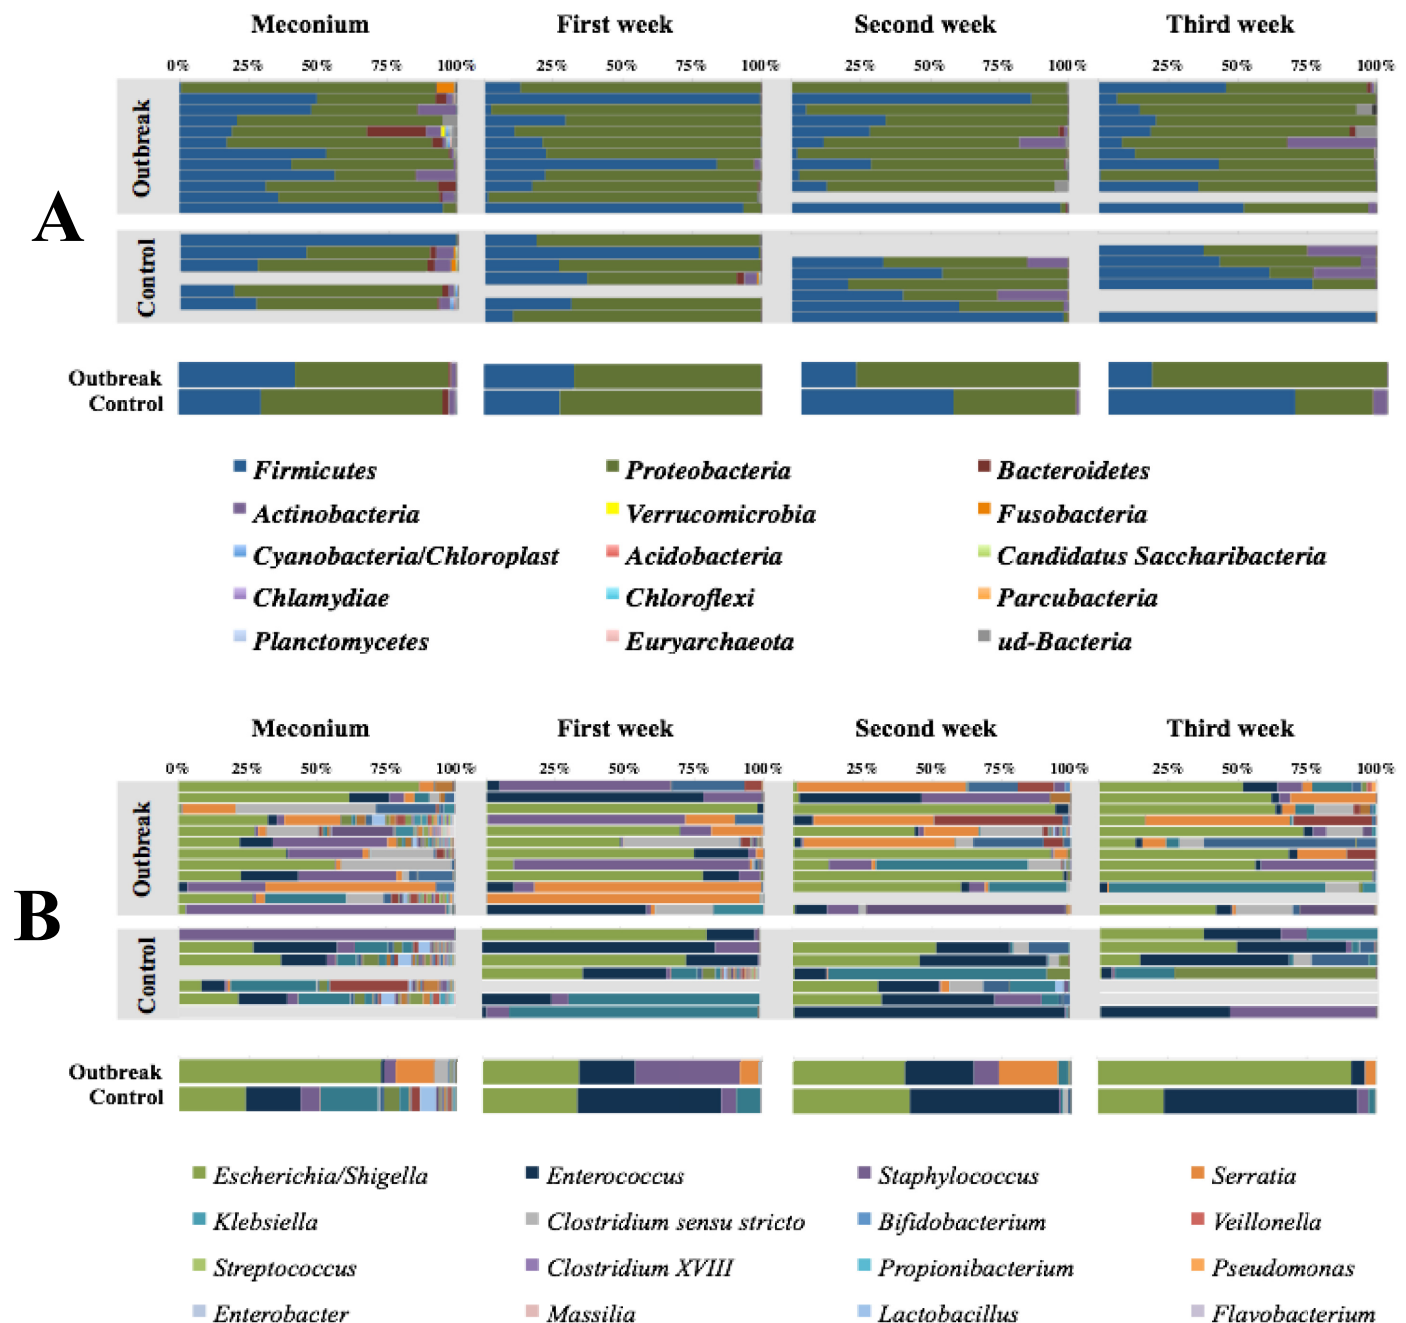 Meconium First week Second week Third week
0% 25% 50% 75% 100% 25% 50% 75% 100% 25% 50% 75% 100% 25% 50% 75% 100%
Outbreak
A
Control
Outbreak
Control
Firmicutes Proteobacteria Bacteroidetes
Actinobacteria Verrucomicrobia Fusobacteria
Cyanobacteria/Chloroplast Acidobacteria Candidatus Saccharibacteria
Chlamydiae Chloroflexi Parcubacteria
Planctomycetes Euryarchaeota ud-Bacteria
Meconium First week Second week Third week
0% 25% 50% 75% 100% 25% 50% 75% 100% 25% 50% 75% 100% 25% 50% 75% 100%
Outbreak
B
Control
Outbreak
Control
Escherichia/Shigella Enterococcus Staphylococcus Serratia
Klebsiella Clostridium sensu stricto Bifidobacterium Veillonella
Streptococcus Clostridium XVIII Propionibacterium Pseudomonas
Enterobacter Massilia Lactobacillus Flavobacterium